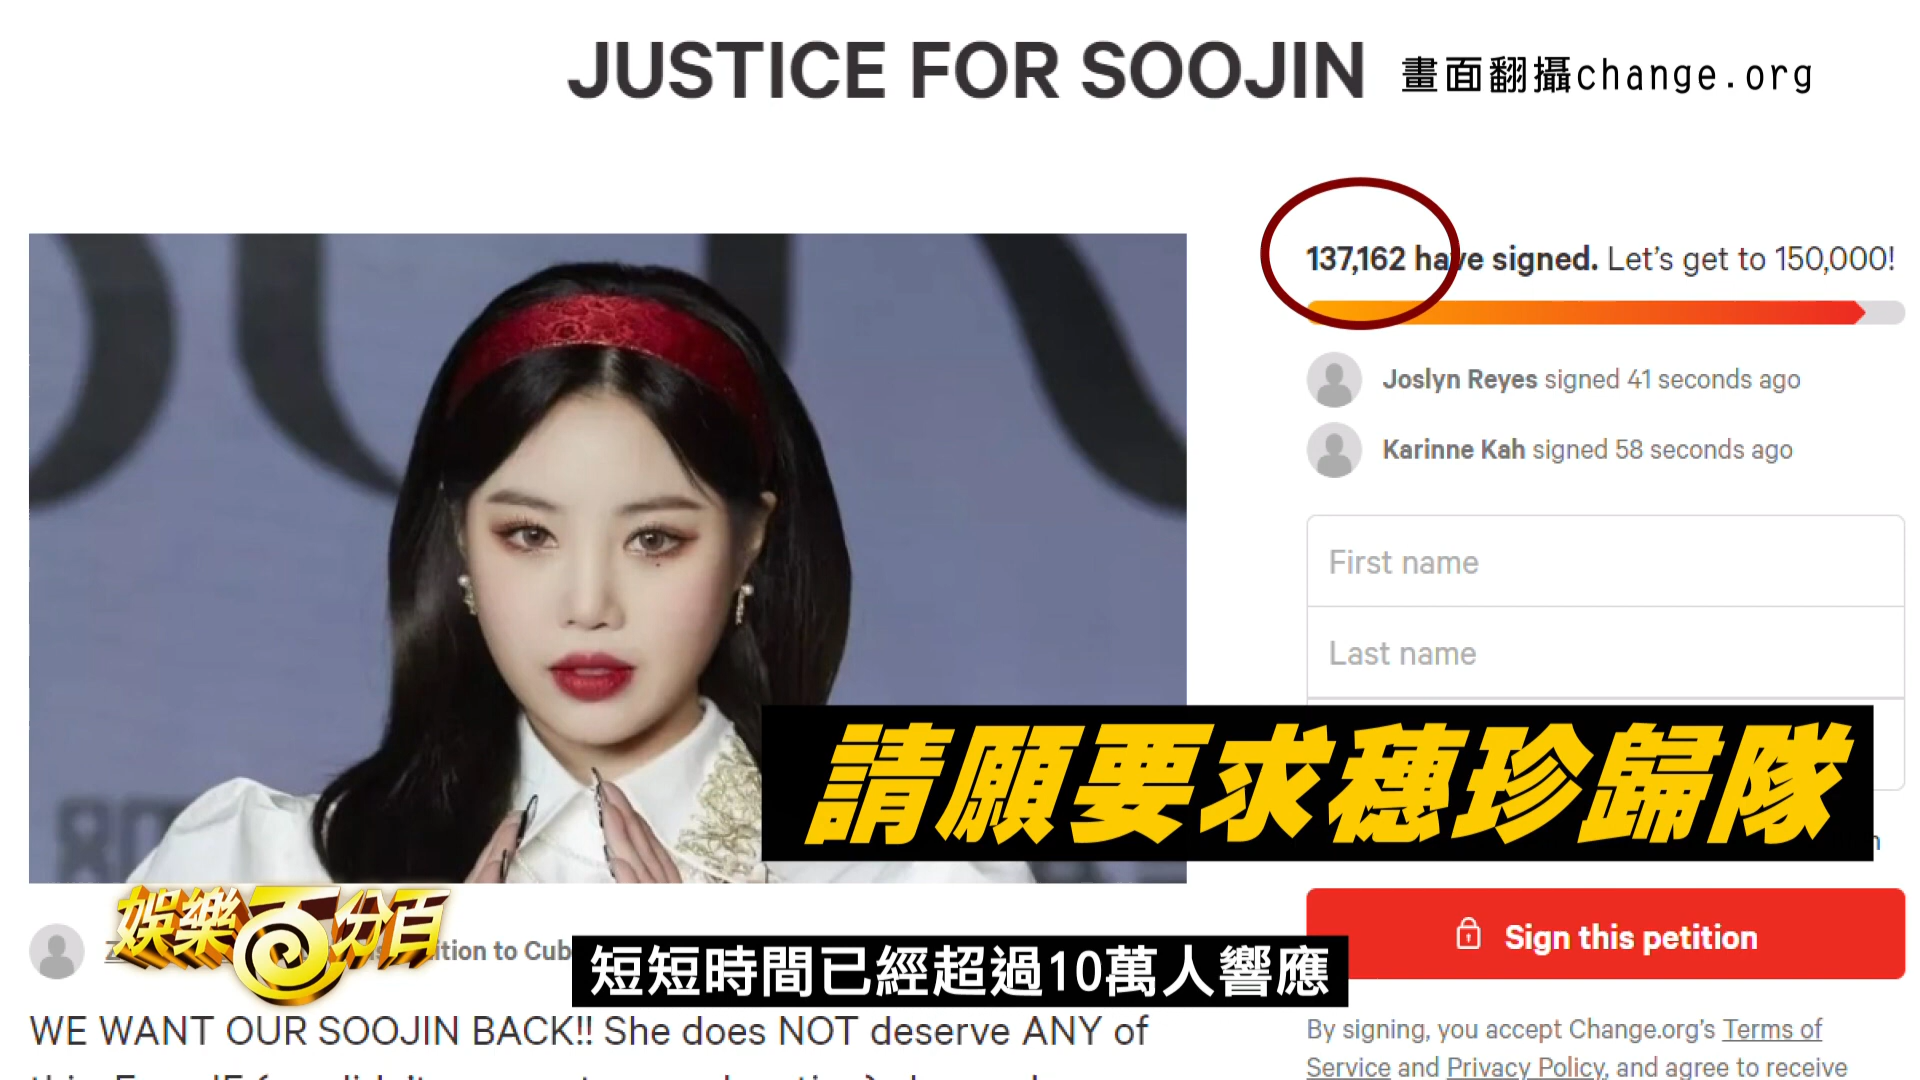 JUSTICE FOR SOOJIN
畫面翻攝change.org
137,162 have signed. Let's get to 150,000!
Joslyn Reyes signed 41 seconds ago
Karinne Kah signed 58 seconds ago
First name
Last name
請願要求穗珍歸隊
娛樂百分百
ition to Cub
短短時間已經超過10萬人響應
Sign this petition
WE WANT OUR SOOJIN BACK!! She does NOT deserve ANY of
By signing, you accept Change.org's Terms of
Service and Privacy Policy, and agree to receive